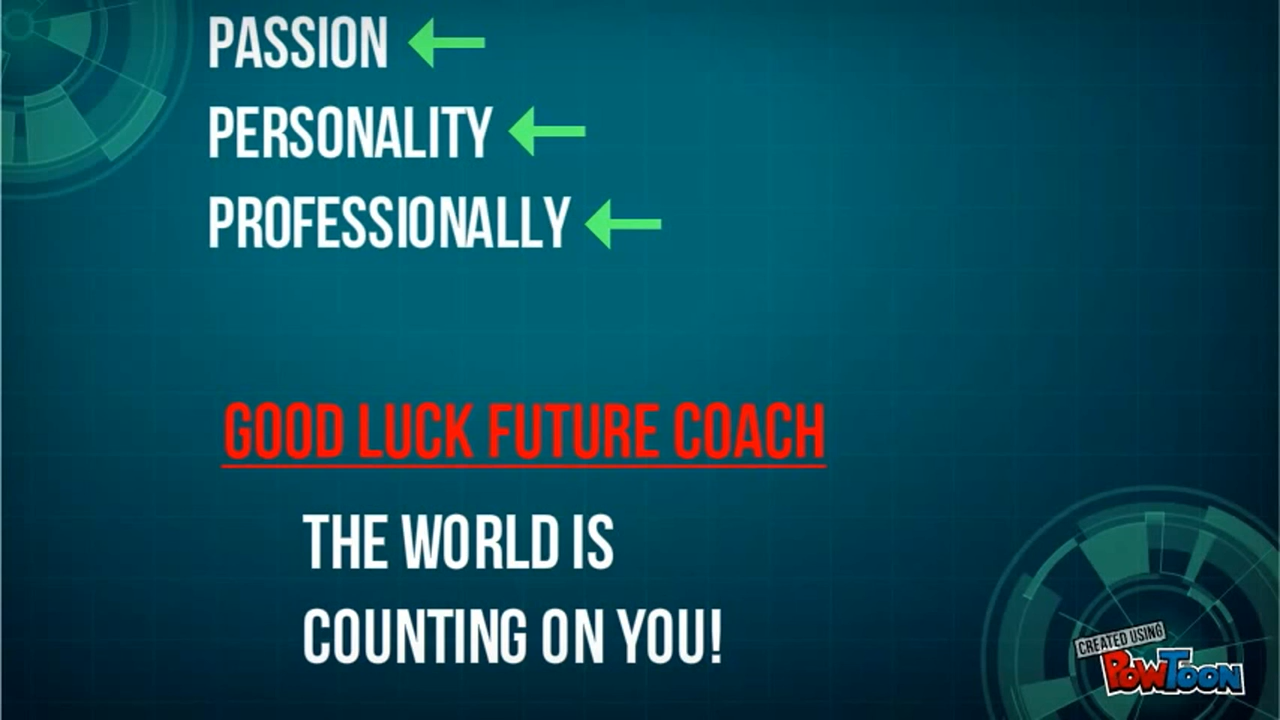 PASSION
PERSONALITY
PROFESSIONALLY
GOOD LUCK FUTURE COACH
THE WORLD IS
COUNTING ON YOU!
CREATED USING
POWTOON